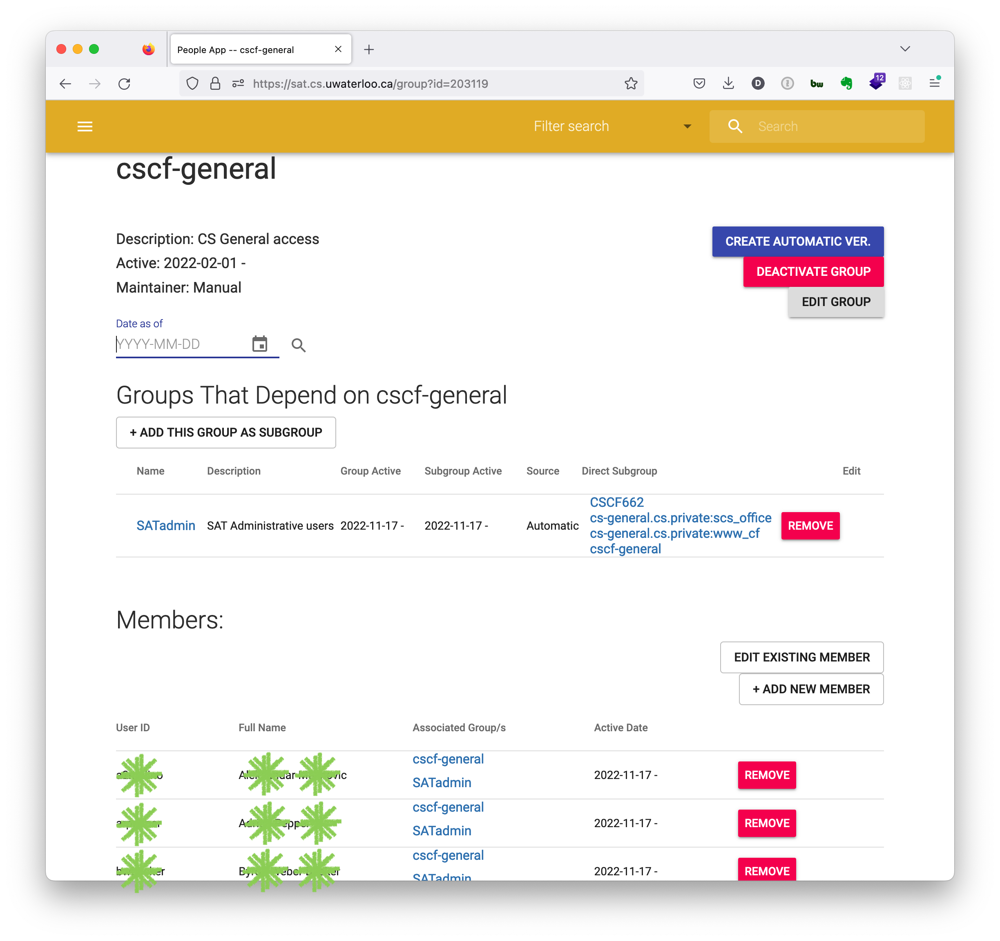 People App -- cscf-general
https://sat.cs.uwaterloo.ca/group?id=203119
D
bw
12
Filter search
Search
cscf-general
Description: CS General access
Active: 2022-02-01 -
Maintainer: Manual
CREATE AUTOMATIC VER.
DEACTIVATE GROUP
EDIT GROUP
Date as of
YYYY-MM-DD
Groups That Depend on cscf-general
+ ADD THIS GROUP AS SUBGROUP
Name Description Group Active Subgroup Active Source Direct Subgroup Edit
SATadmin SAT Administrative users 2022-11-17 - 2022-11-17 - Automatic
CSCF662
cs-general.cs.private:scs_office
cs-general.cs.private:www_cf
cscf-general
REMOVE
Members:
EDIT EXISTING MEMBER
+ ADD NEW MEMBER
User ID Full Name Associated Group/s Active Date
cscf-general
SATadmin
2022-11-17 - REMOVE
cscf-general
SATadmin
2022-11-17 - REMOVE
cscf-general
SATadmin
2022-11-17 - REMOVE